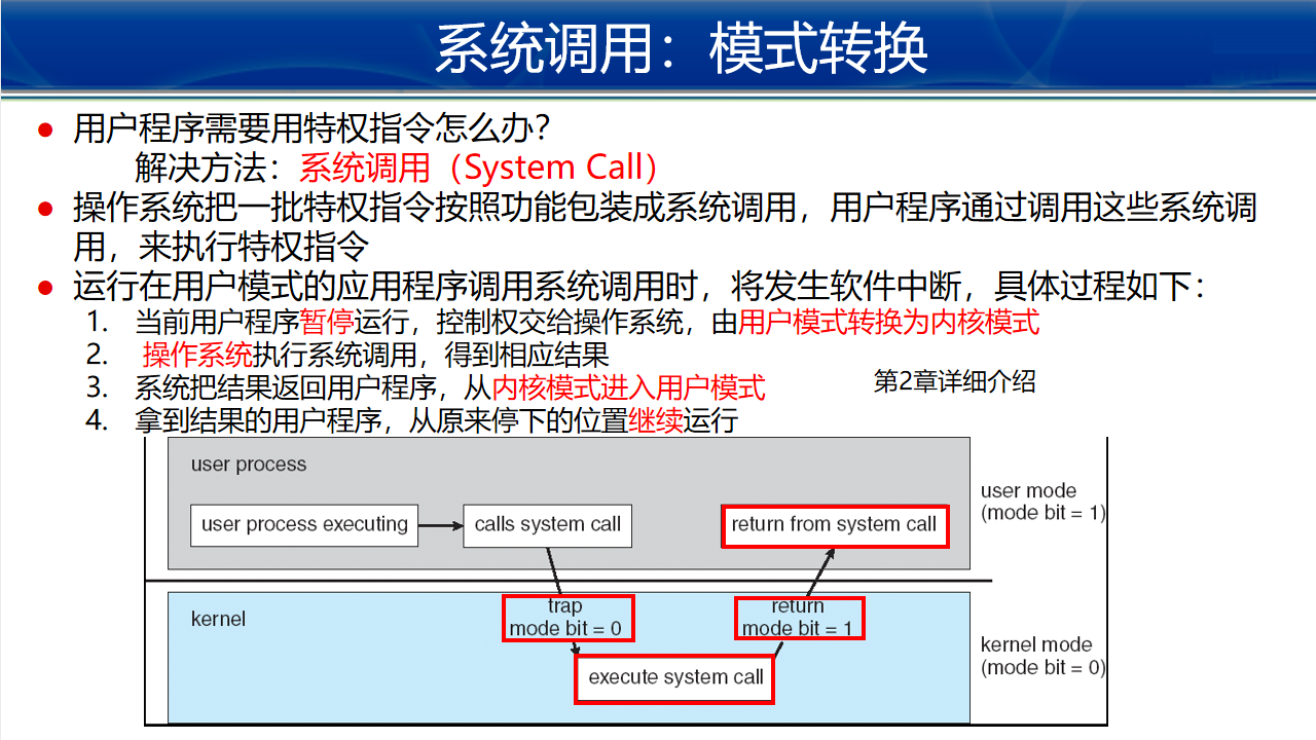 系统调用：模式转换
● 用户程序需要用特权指令怎么办？
解决方法：系统调用（System Call）
● 操作系统把一批特权指令按照功能包装成系统调用，用户程序通过调用这些系统调
用，来执行特权指令
● 运行在用户模式的应用程序调用系统调用时，将发生软件中断，具体过程如下：
1. 当前用户程序暂停运行，控制权交给操作系统，由用户模式转换为内核模式
2. 操作系统执行系统调用，得到相应结果
3. 系统把结果返回用户程序，从内核模式进入用户模式
第2章详细介绍
4. 拿到结果的用户程序，从原来停下的位置继续运行
user process
user process executing
calls system call
return from system call
user mode
(mode bit = 1)
kernel
trap
mode bit = 0
return
mode bit = 1
execute system call
kernel mode
(mode bit = 0)